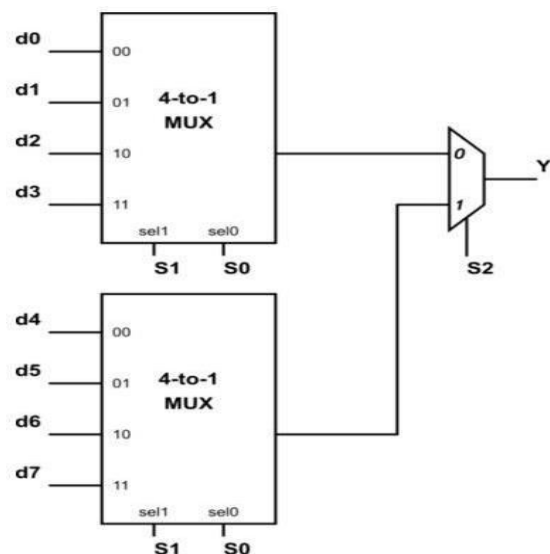 d0
00
d1
01
4-to-1
MUX
d2
10
d3
11
sel1 sel0
S1 S0
0
1
Y
S2
d4
00
d5
01
4-to-1
MUX
d6
10
d7
11
sel1 sel0
S1 S0